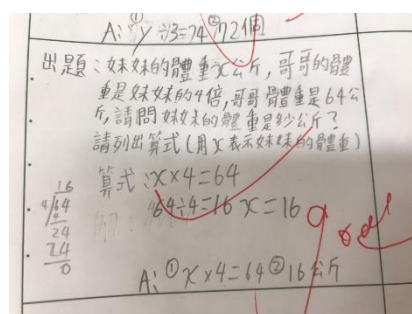 A:①y÷3=24②72個
出題：妹妹的體重x公斤，哥哥的體
重是妹妹的4倍，哥哥體重是64公
斤，請問妹妹的體重是多少公斤？
請列出算式(用x表示妹妹的體重)
算式：x×4=64
64÷4=16 x=16
16
4/64
4
24
24
0
A:①x×4=64②16公斤